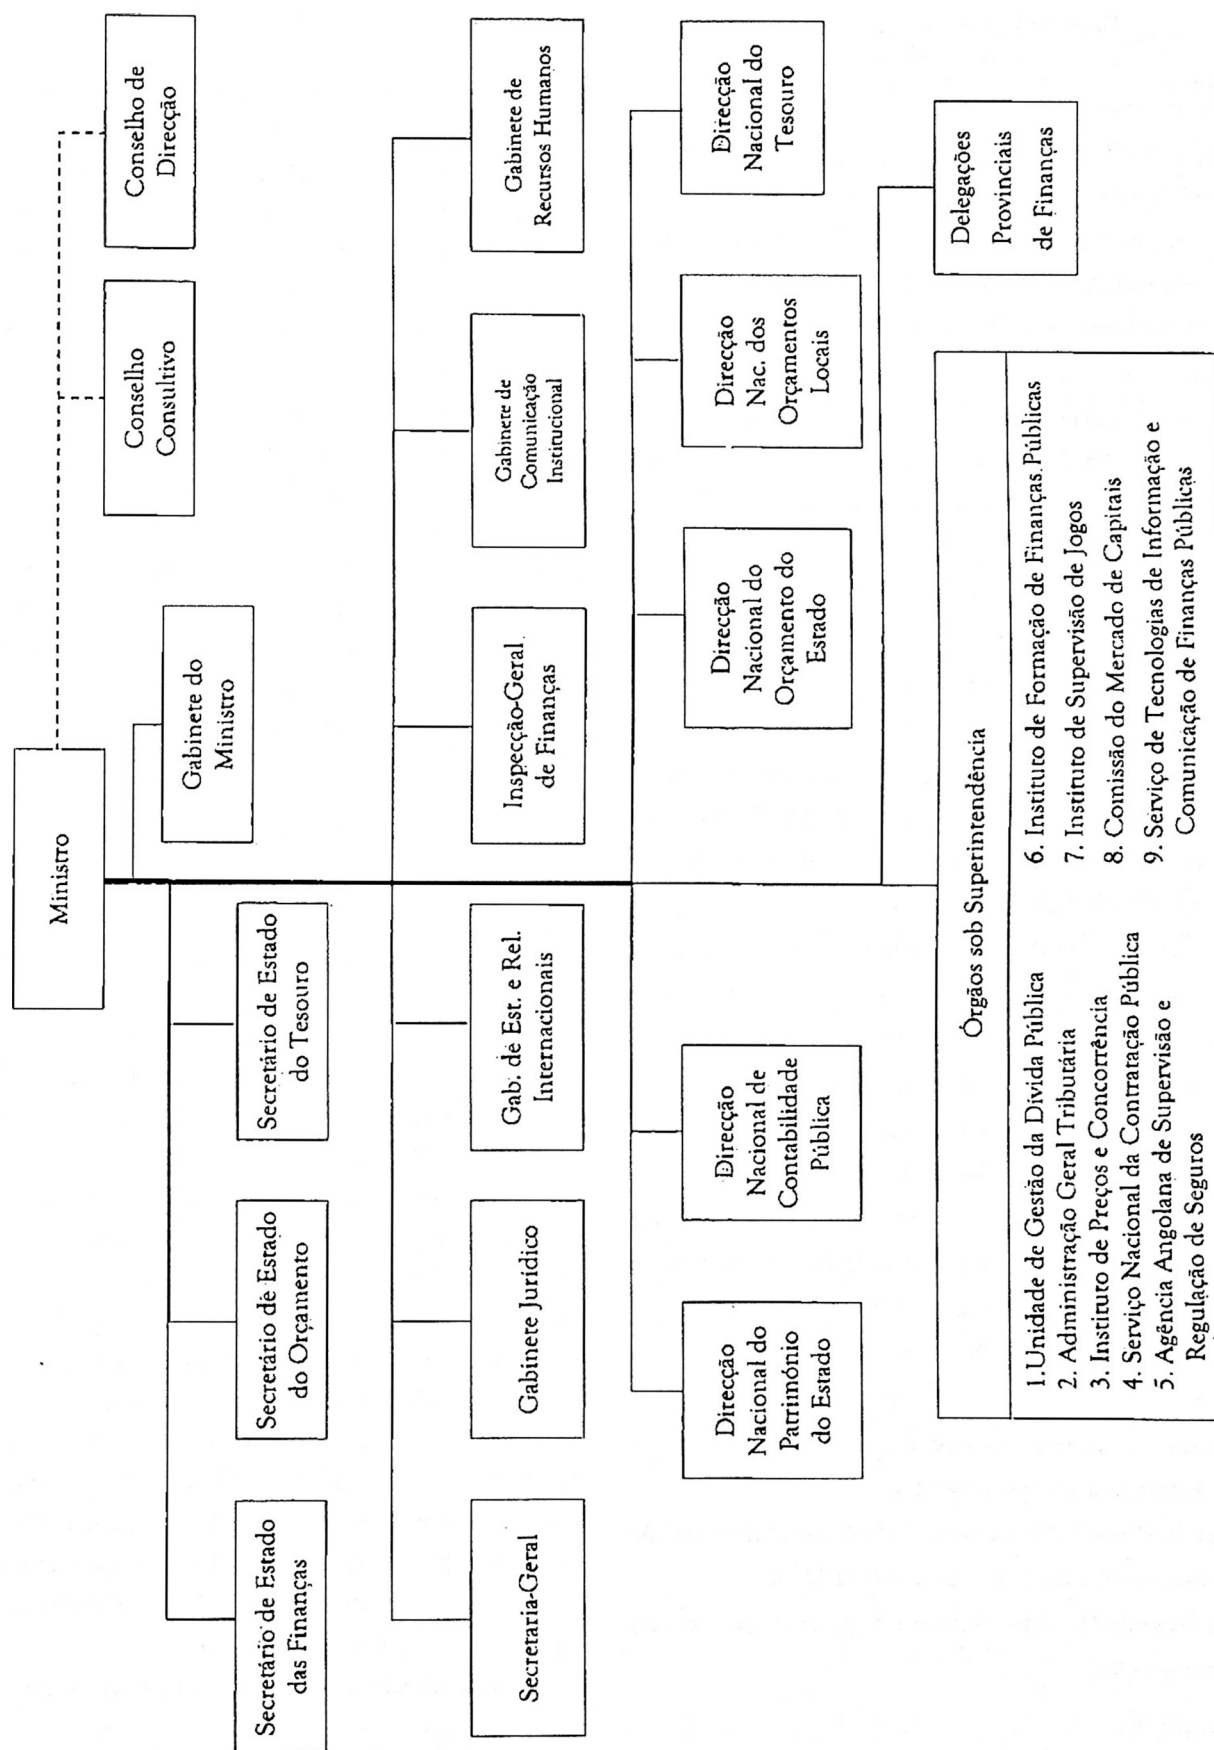 Ministro
Conselho
Consultivo
Conselho de
Direcção
Gabinete do
Ministro
Secretário de Estado
das Finanças
Secretário de Estado
do Orçamento
Secretário de Estado
do Tesouro
Secretaria-Geral
Gabinete Jurídico
Gab. de Est. e Rel.
Internacionais
Inspecção-Geral
de Finanças
Gabinete de
Comunicação
Institucional
Gabinete de
Recursos Humanos
Direcção
Nacional do
Património
do Estado
Direcção
Nacional de
Contabilidade
Pública
Direcção
Nacional do
Orçamento do
Estado
Direcção
Nac. dos
Orçamentos
Locais
Direcção
Nacional do
Tesouro
Delegações
Provinciais
de Finanças
Órgãos sob Superintendência
1.Unidade de Gestão da Dívida Pública
2. Administração Geral Tributária
3. Instituto de Preços e Concorrência
4. Serviço Nacional da Contratação Pública
5. Agência Angolana de Supervisão e
Regulação de Seguros
6. Instituto de Formação de Finanças Públicas
7. Instituto de Supervisão de Jogos
8. Comissão do Mercado de Capitais
9. Serviço de Tecnologias de Informação e
Comunicação de Finanças Públicas